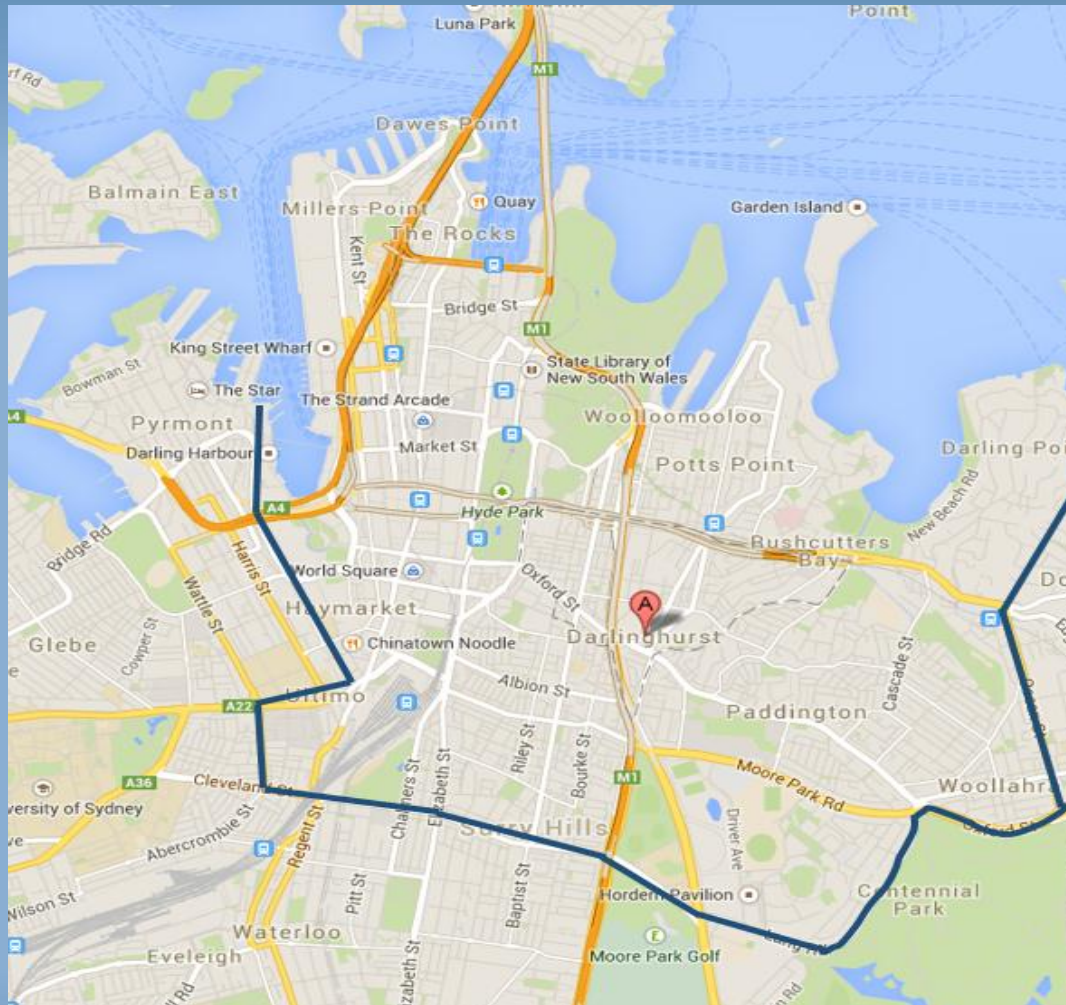 Luna Park
Point
M1
Dawes Point
Balmain East
Millers Point
Quay
Garden Island
The Rocks
Kent St
Bridge St
M1
King Street Wharf
State Library of
New South Wales
Bowman St
The Star
The Strand Arcade
Woolloomooloo
Pyrmont
Market St
Darling Harbour
Potts Point
A4
Hyde Park
New Beach Rd
Bridge Rd
Harris St
Rushcutters
Bay
World Square
Oxford St
Wattle St
Haymarket
A
Glebe
Cowper St
Chinatown Noodle
Darlinghurst
Cascade St
Albion St
A22
Paddington
Riley St
Bourke St
A36
Cleveland St
M1
Moore Park Rd
Woollahra
Chalmers St
Elizabeth St
Driver Ave
Oxford St
Abercrombie St
Regent St
Surry Hills
Wilson St
Pitt St
Baptist St
Hordern Pavilion
Centennial
Park
Waterloo
Eveleigh
Moore Park Golf